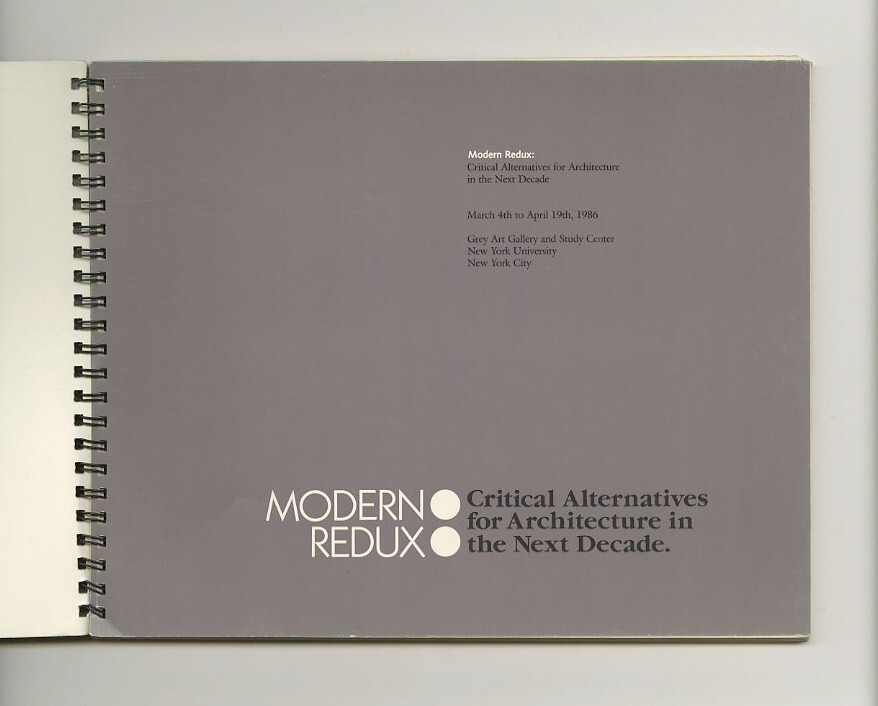 Modern Redux:
Critical Alternatives for Architecture
in the Next Decade
March 4th to April 19th, 1986
Grey Art Gallery and Study Center
New York University
New York City
MODERN
REDUX
Critical Alternatives
for Architecture in
the Next Decade.